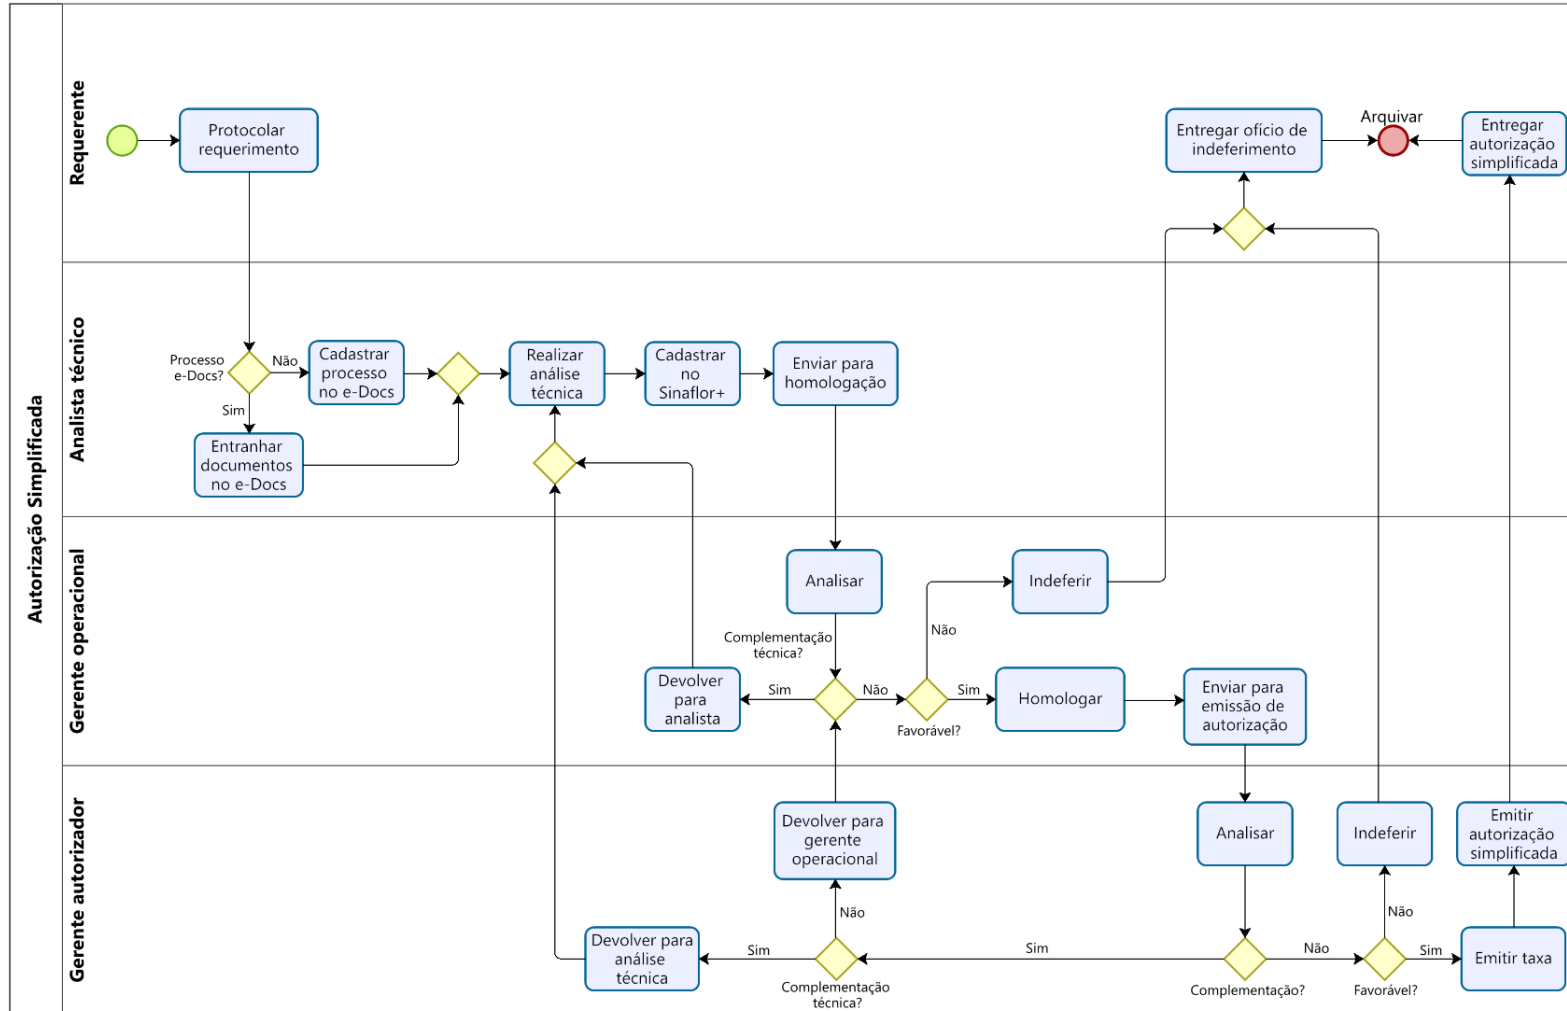 Autorização Simplificada
Requerente
Protocolar
requerimento
Entregar ofício de
indeferimento
Arquivar
Entregar
autorização
simplificada
Analista técnico
Processo
e-Docs?
Não
Sim
Cadastrar
processo
no e-Docs
Entranhar
documentos
no e-Docs
Realizar
análise
técnica
Cadastrar
no
Sinaflor+
Enviar para
homologação
Gerente operacional
Analisar
Complementação
técnica?
Sim
Devolver
para
analista
Não
Favorável?
Não
Indeferir
Sim
Homologar
Enviar para
emissão de
autorização
Gerente autorizador
Devolver para
gerente
operacional
Não
Devolver para
análise
técnica
Sim
Complementação
técnica?
Sim
Analisar
Complementação?
Não
Indeferir
Não
Favorável?
Sim
Emitir
autorização
simplificada
Emitir taxa